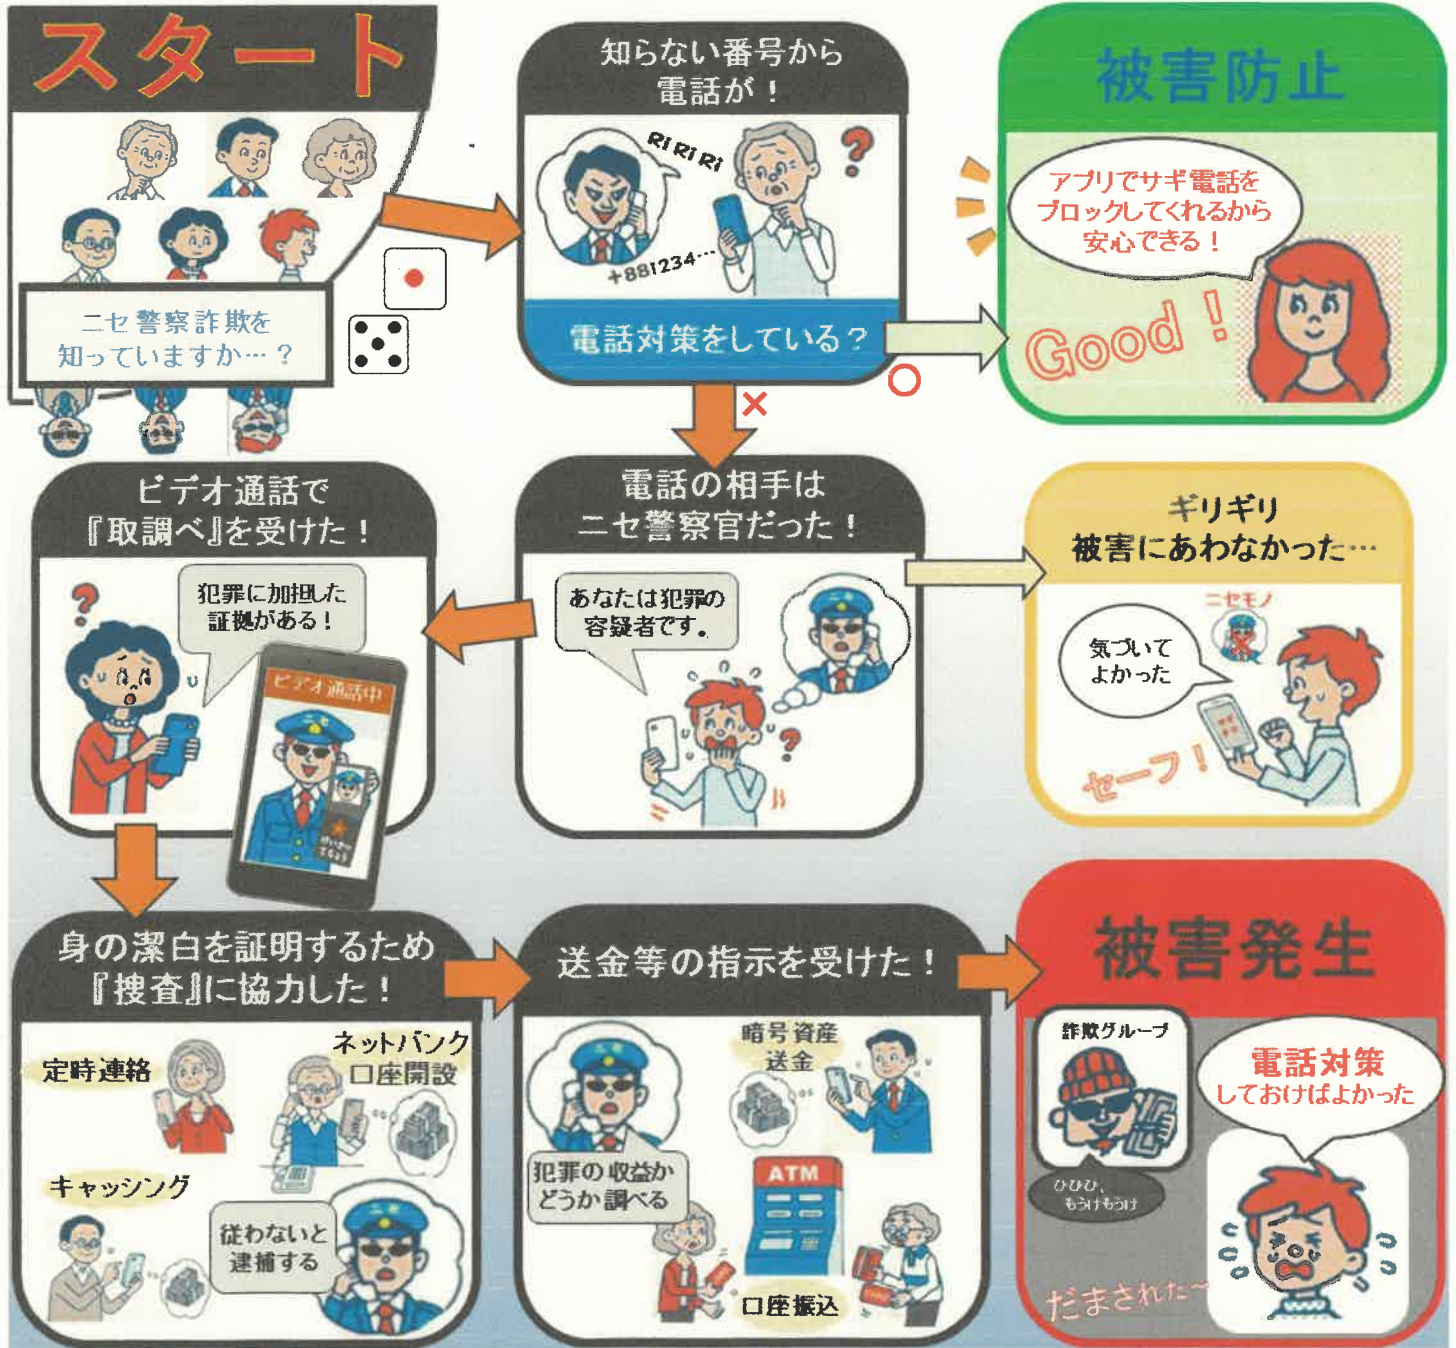 スタート
ニセ警察詐欺を
知っていますか…？
知らない番号から
電話が！
RiRiRi
+881234…
電話対策をしている？
○
×
被害防止
アプリでサギ電話を
ブロックしてくれるから
安心できる！
Good！
電話の相手は
ニセ警察官だった！
あなたは犯罪の
容疑者です。
ギリギリ
被害にあわなかった…
ニセモノ
気づいて
よかった
セーフ！
ビデオ通話で
『取調べ』を受けた！
犯罪に加担した
証拠がある！
ビデオ通話中
ニセ
けいさつ
てちょう
身の潔白を証明するため
『捜査』に協力した！
定時連絡
ネットバンク
口座開設
キャッシング
従わないと
逮捕する
送金等の指示を受けた！
暗号資産
送金
犯罪の収益か
どうか調べる
ATM
口座振込
被害発生
詐欺グループ
ひひひ、
もうけもうけ
電話対策
しておけばよかった
だまされた～